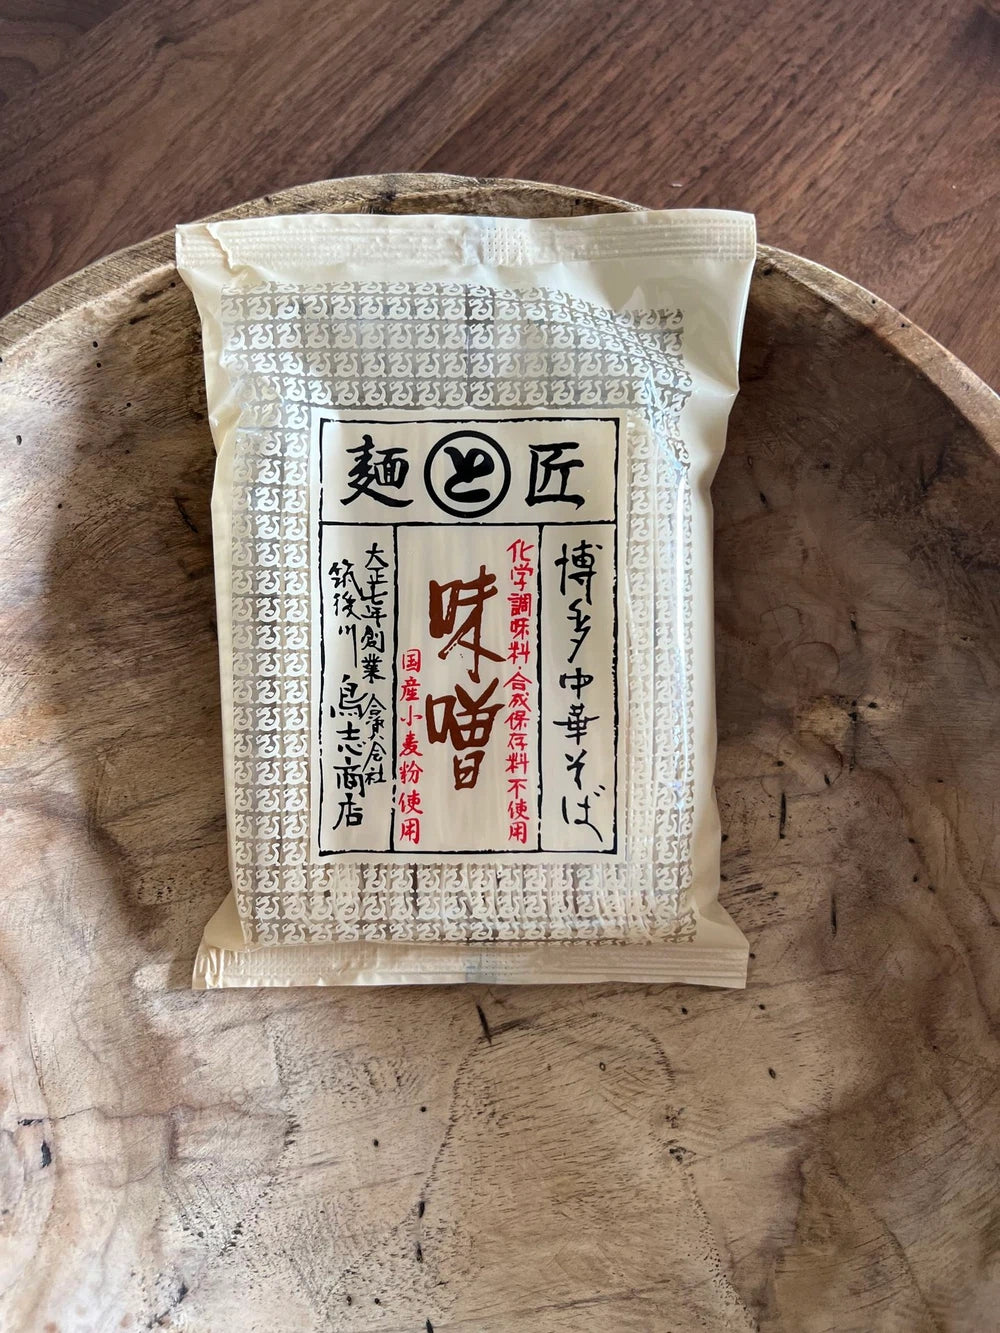 麺と匠
博多中華そば
化学調味料・合成保存料不使用
味噌
国産小麦粉使用
大正七年創業 合資会社
筑後川 鳥志商店